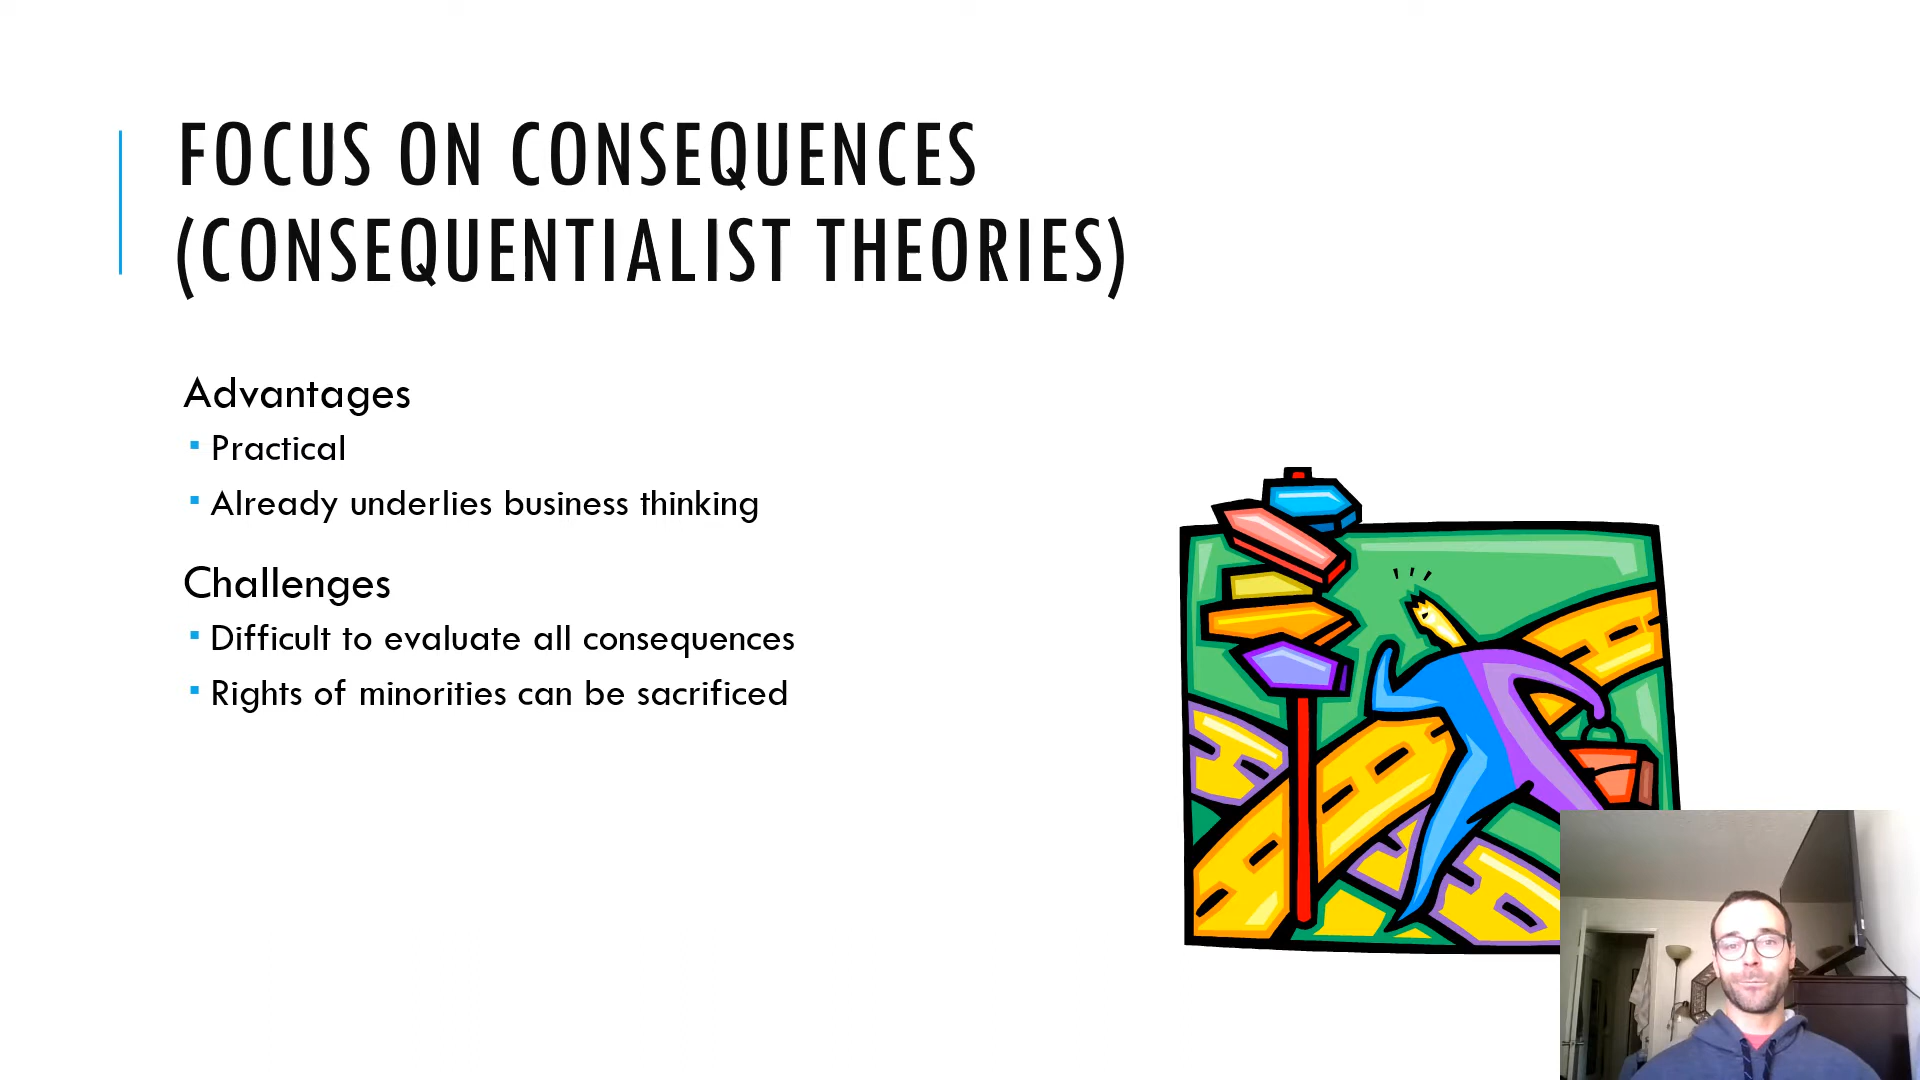 FOCUS ON CONSEQUENCES
(CONSEQUENTIALIST THEORIES)
Advantages
▪ Practical
▪ Already underlies business thinking
Challenges
▪ Difficult to evaluate all consequences
▪ Rights of minorities can be sacrificed